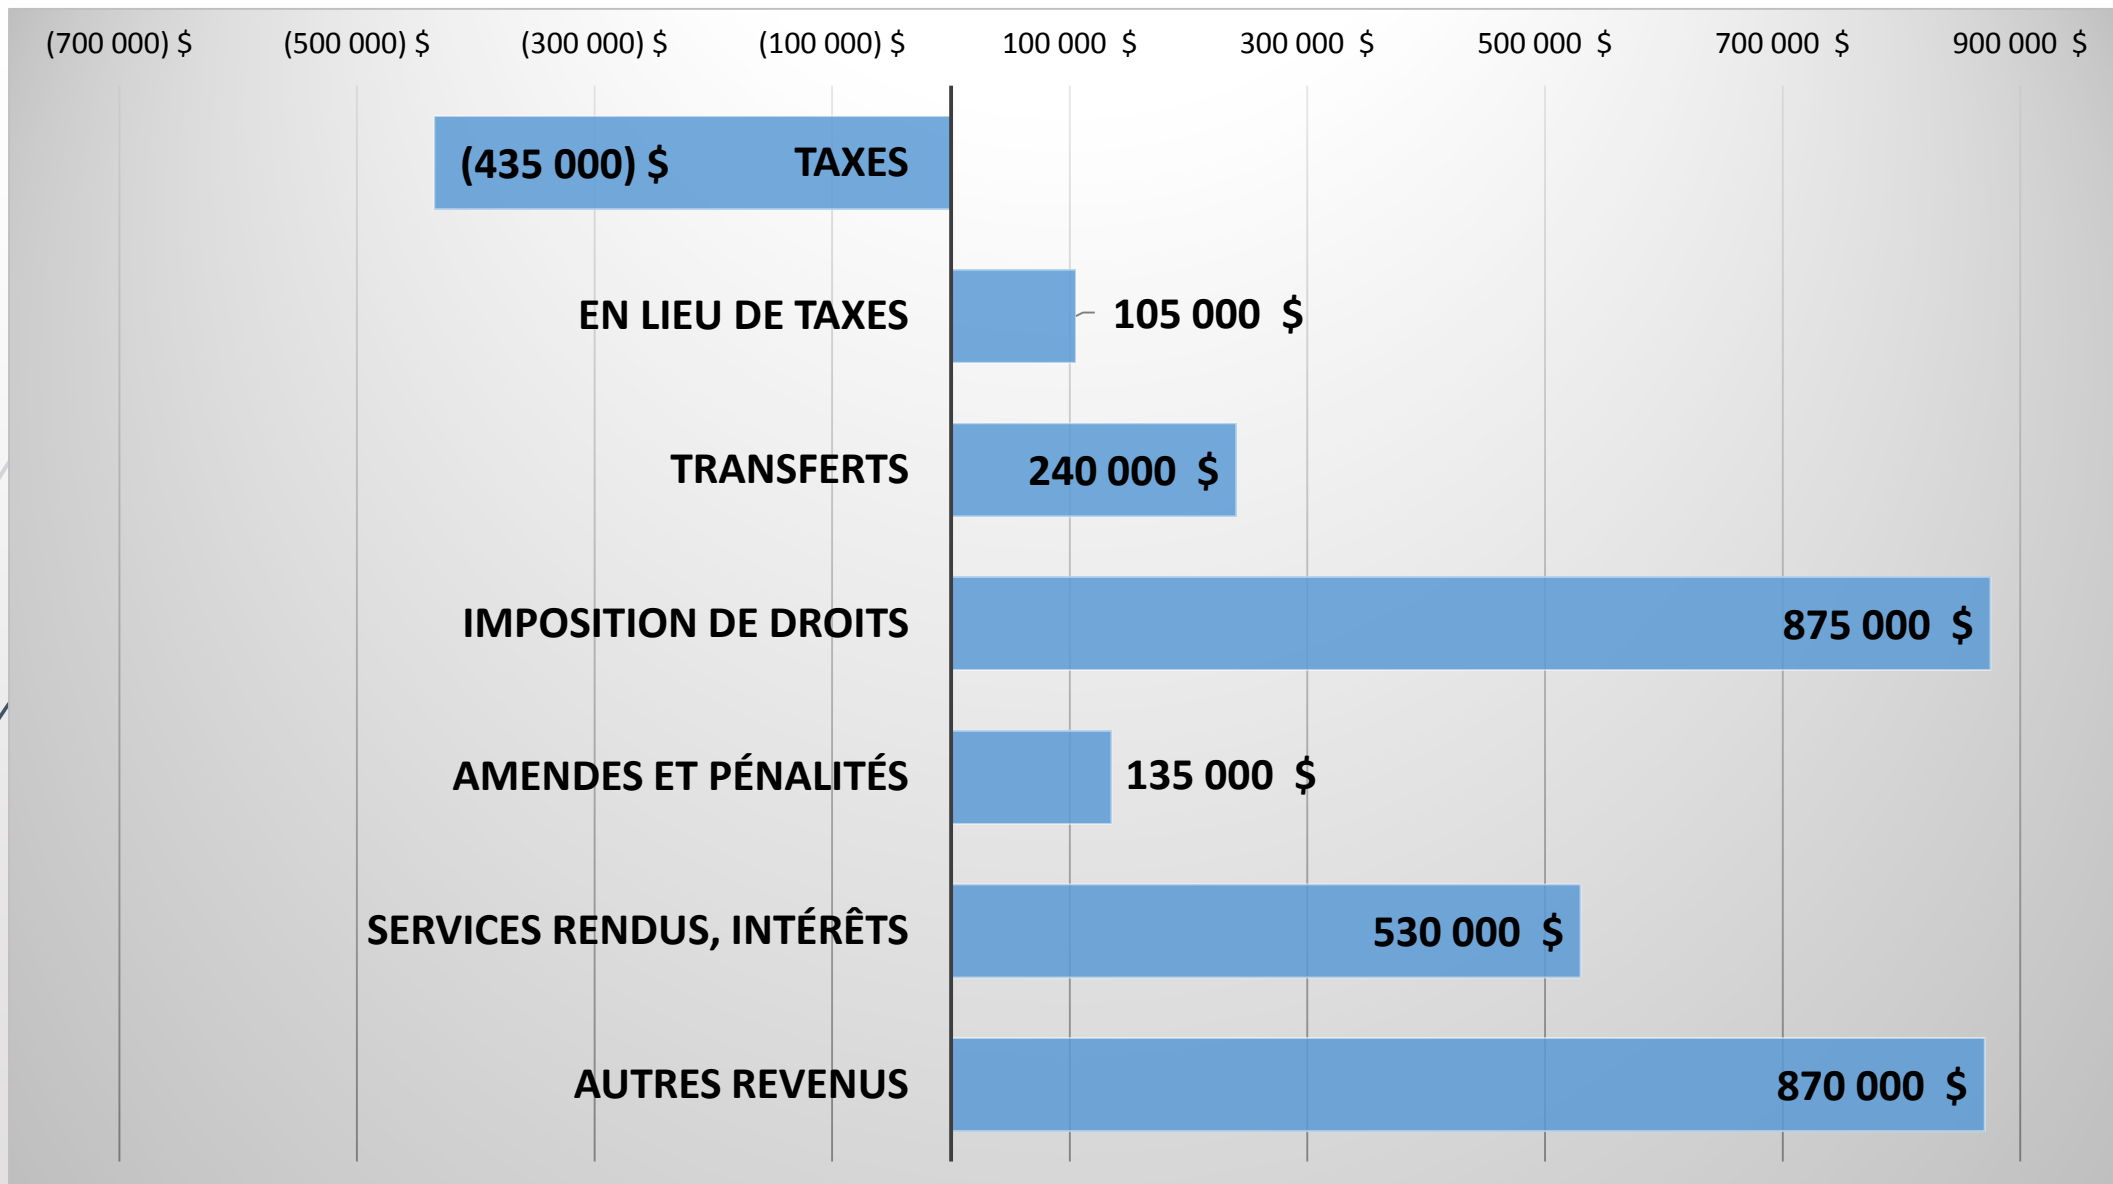 (700 000) $ (500 000) $ (300 000) $ (100 000) $ 100 000 $ 300 000 $ 500 000 $ 700 000 $ 900 000 $
(435 000) $ TAXES
EN LIEU DE TAXES 105 000 $
TRANSFERTS 240 000 $
IMPOSITION DE DROITS 875 000 $
AMENDES ET PÉNALITÉS 135 000 $
SERVICES RENDUS, INTÉRÊTS 530 000 $
AUTRES REVENUS 870 000 $